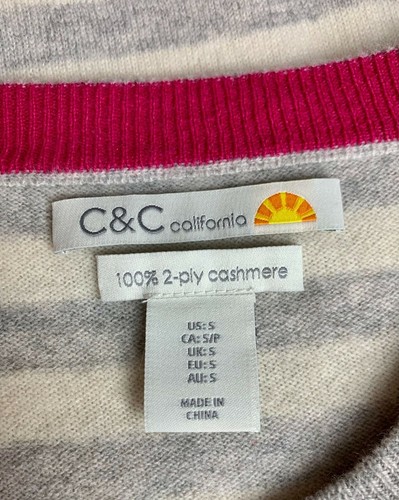 C&C california
100% 2-ply cashmere
US: S
CA: S/P
UK: S
EU: S
AU: S
MADE IN
CHINA